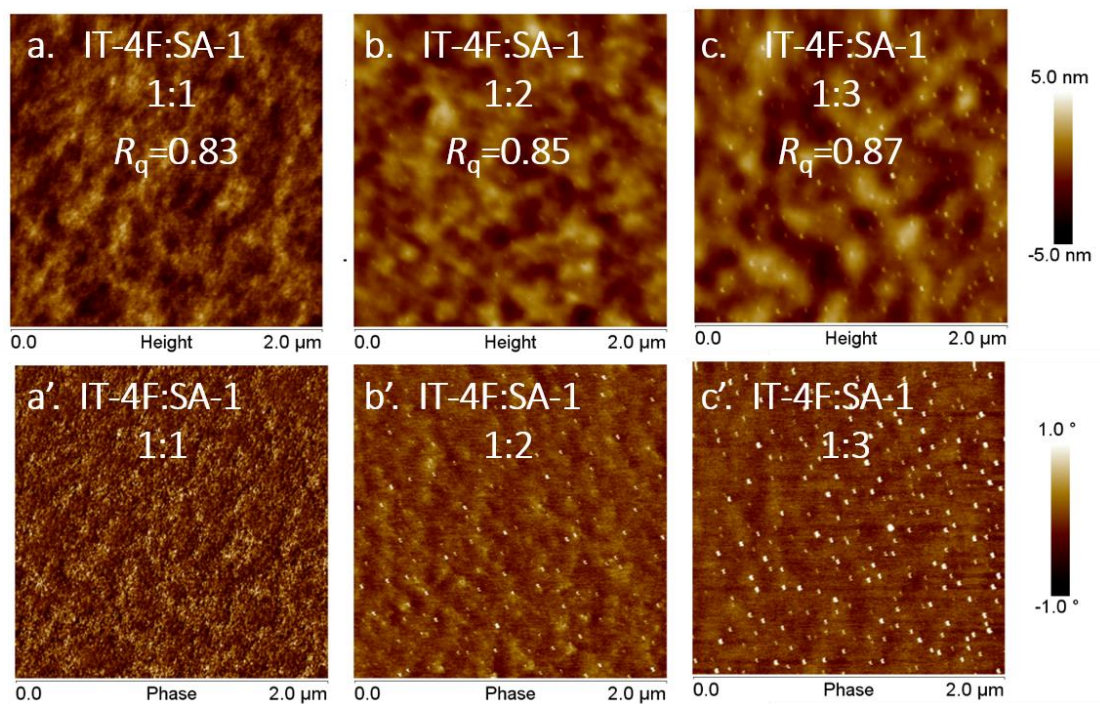 a. IT-4F:SA-1
1:1
Rq=0.83
b. IT-4F:SA-1
1:2
Rq=0.85
c. IT-4F:SA-1
1:3
Rq=0.87
5.0 nm
-5.0 nm
0.0 Height 2.0 µm
0.0 Height 2.0 µm
0.0 Height 2.0 µm
a’. IT-4F:SA-1
1:1
b’. IT-4F:SA-1
1:2
c’. IT-4F:SA-1
1:3
1.0 °
-1.0 °
0.0 Phase 2.0 µm
0.0 Phase 2.0 µm
0.0 Phase 2.0 µm